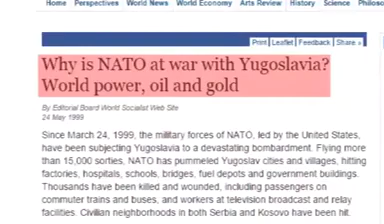 Home Perspectives World News World Economy Arts Review History Science
Print | Leaflet | Feedback | Share »
Why is NATO at war with Yugoslavia?
World power, oil and gold
By Editorial Board World Socialist Web Site
24 May 1999
Since March 24, 1999, the military forces of NATO, led by the United States,
have been subjecting Yugoslavia to a devastating bombardment. Flying more
than 15,000 sorties, NATO has pummeled Yugoslav cities and villages, hitting
factories, hospitals, schools, bridges, fuel depots and government buildings.
Thousands have been killed and wounded, including passengers on
commuter trains and buses, and workers at television broadcast and relay
facilities. Civilian neighborhoods in both Serbia and Kosovo have been hit.